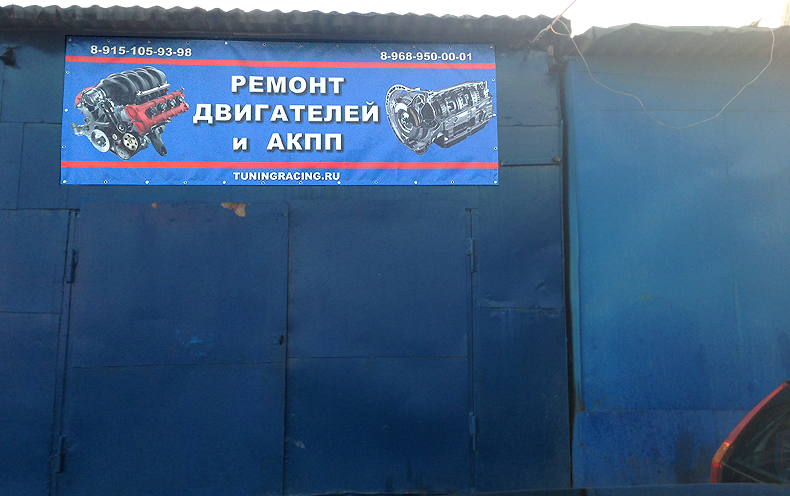 8-915-105-93-98 8-968-950-00-01
РЕМОНТ
ДВИГАТЕЛЕЙ
и АКПП
TUNINGRACING.RU